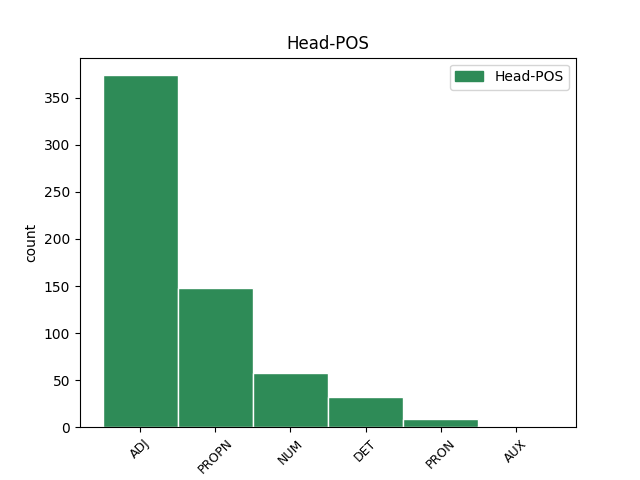 Head-POS
Head-POS
count
350
300
250
200
150
100
50
0
ADJ
PROPN
NUM
DET
PRON
AUX